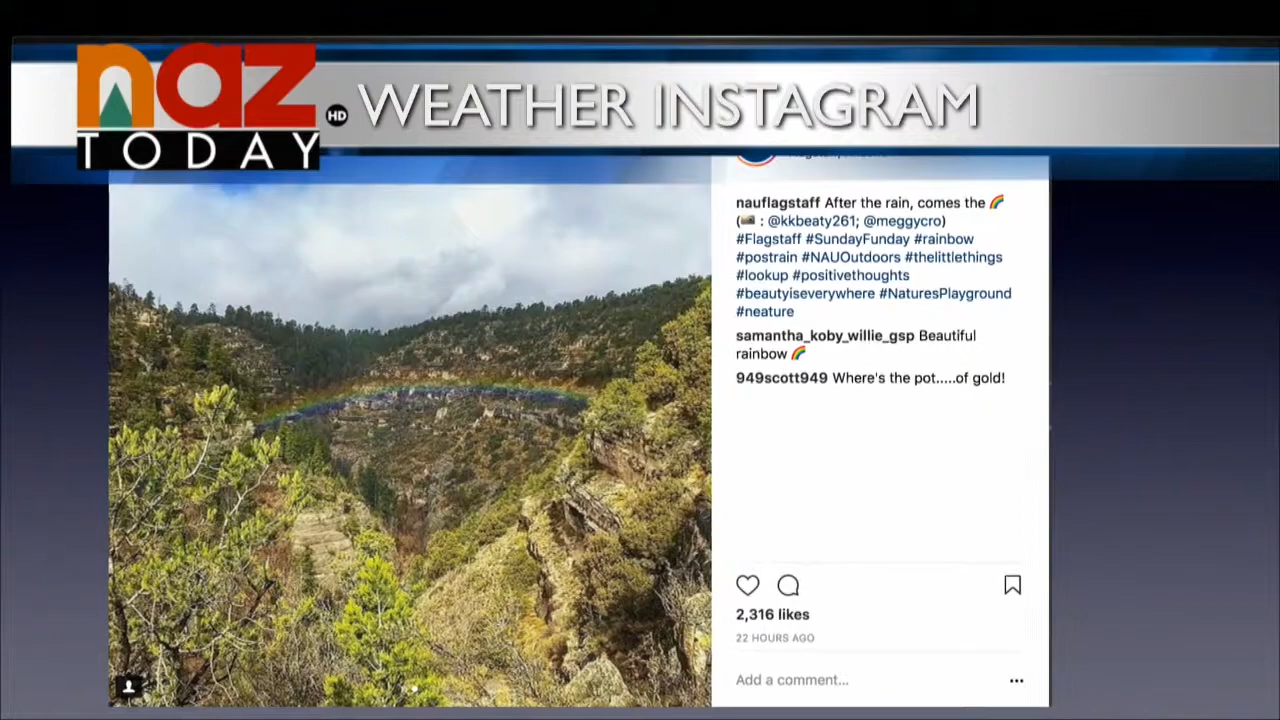 naz
TODAY
HD
WEATHER INSTAGRAM
nauflagstaff After the rain, comes the 🌈
(📷 : @kkbeaty261; @meggycro)
#Flagstaff #SundayFunday #rainbow
#postrain #NAUOutdoors #thelittlethings
#lookup #positivethoughts
#beautyiseverywhere #NaturesPlayground
#neature
samantha_koby_willie_gsp Beautiful
rainbow 🌈
949scott949 Where's the pot.....of gold!
2,316 likes
22 HOURS AGO
Add a comment...